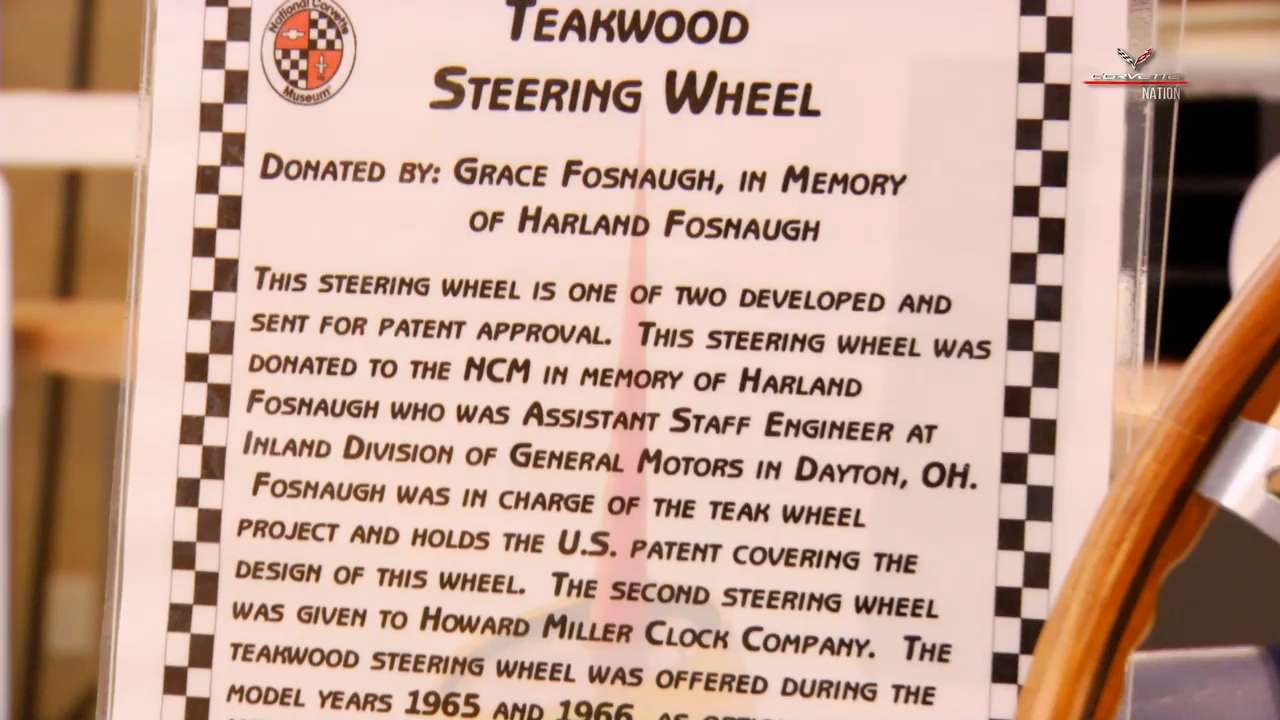 National Corvette
Museum
TEAKWOOD
STEERING WHEEL
DONATED BY: GRACE FOSNAUGH, IN MEMORY
OF HARLAND FOSNAUGH
THIS STEERING WHEEL IS ONE OF TWO DEVELOPED AND
SENT FOR PATENT APPROVAL. THIS STEERING WHEEL WAS
DONATED TO THE NCM IN MEMORY OF HARLAND
FOSNAUGH WHO WAS ASSISTANT STAFF ENGINEER AT
INLAND DIVISION OF GENERAL MOTORS IN DAYTON, OH.
FOSNAUGH WAS IN CHARGE OF THE TEAK WHEEL
PROJECT AND HOLDS THE U.S. PATENT COVERING THE
DESIGN OF THIS WHEEL. THE SECOND STEERING WHEEL
WAS GIVEN TO HOWARD MILLER CLOCK COMPANY. THE
TEAKWOOD STEERING WHEEL WAS OFFERED DURING THE
MODEL YEARS 1965 AND 1966, AS
CORVETTE
NATION